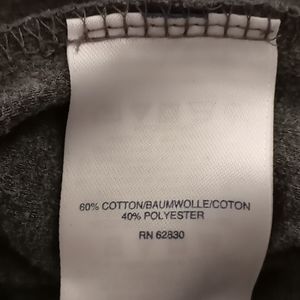 60% COTTON/BAUMWOLLE/COTON
40% POLYESTER
RN 62830